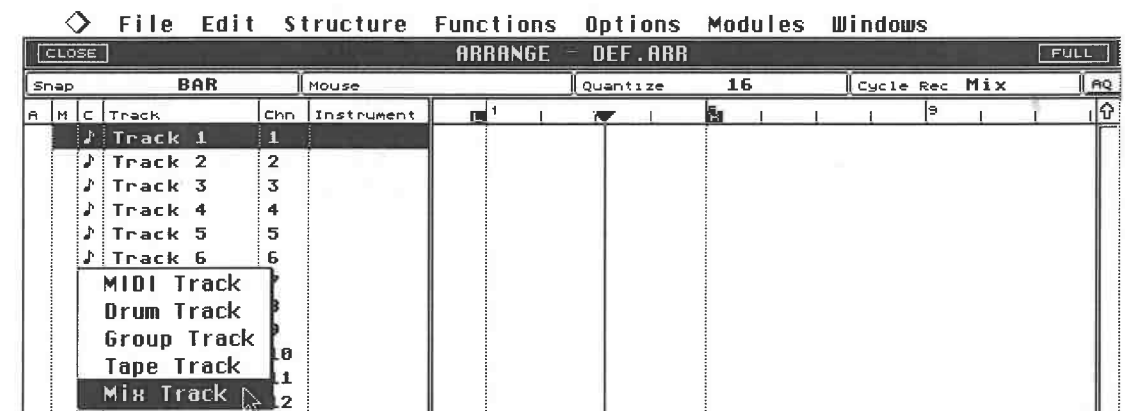 File Edit Structure Functions Options Modules Windows
CLOSE ARRANGE - DEF.ARR FULL
Snap BAR Mouse Quantize 16 Cycle Rec Mix AQ
A M C Track Chn Instrument 1 5 9
Track 1 1
Track 2 2
Track 3 3
Track 4 4
Track 5 5
Track 6 6
MIDI Track
Drum Track 8
Group Track 9
Tape Track 10
Mix Track 11
12